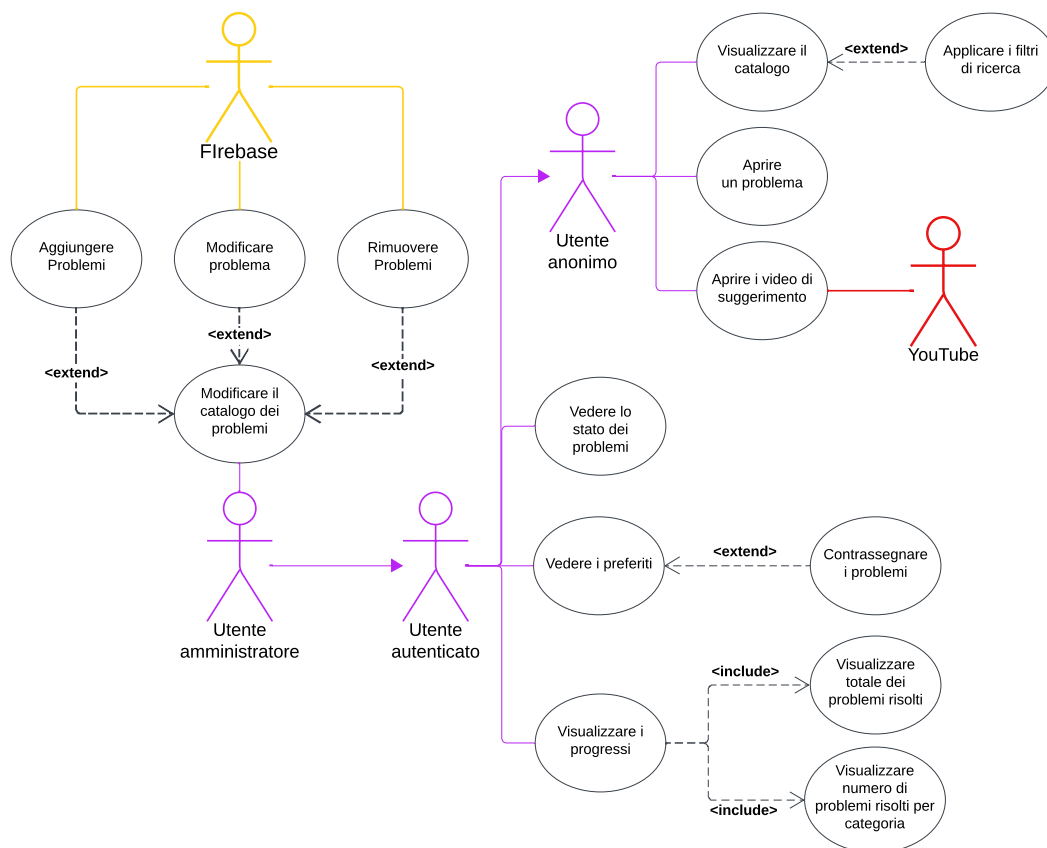 FIrebase
Aggiungere
Problemi
Modificare
problema
Rimuovere
Problemi
<extend>
<extend>
<extend>
Modificare il
catalogo dei
problemi
Utente
amministratore
Utente
autenticato
Utente
anonimo
Visualizzare il
catalogo
<extend>
Applicare i filtri
di ricerca
Aprire
un problema
Aprire i video di
suggerimento
YouTube
Vedere lo
stato dei
problemi
Vedere i preferiti
<extend>
Contrassegnare
i problemi
Visualizzare i
progressi
<include>
Visualizzare
totale dei
problemi risolti
<include>
Visualizzare
numero di
problemi risolti per
categoria